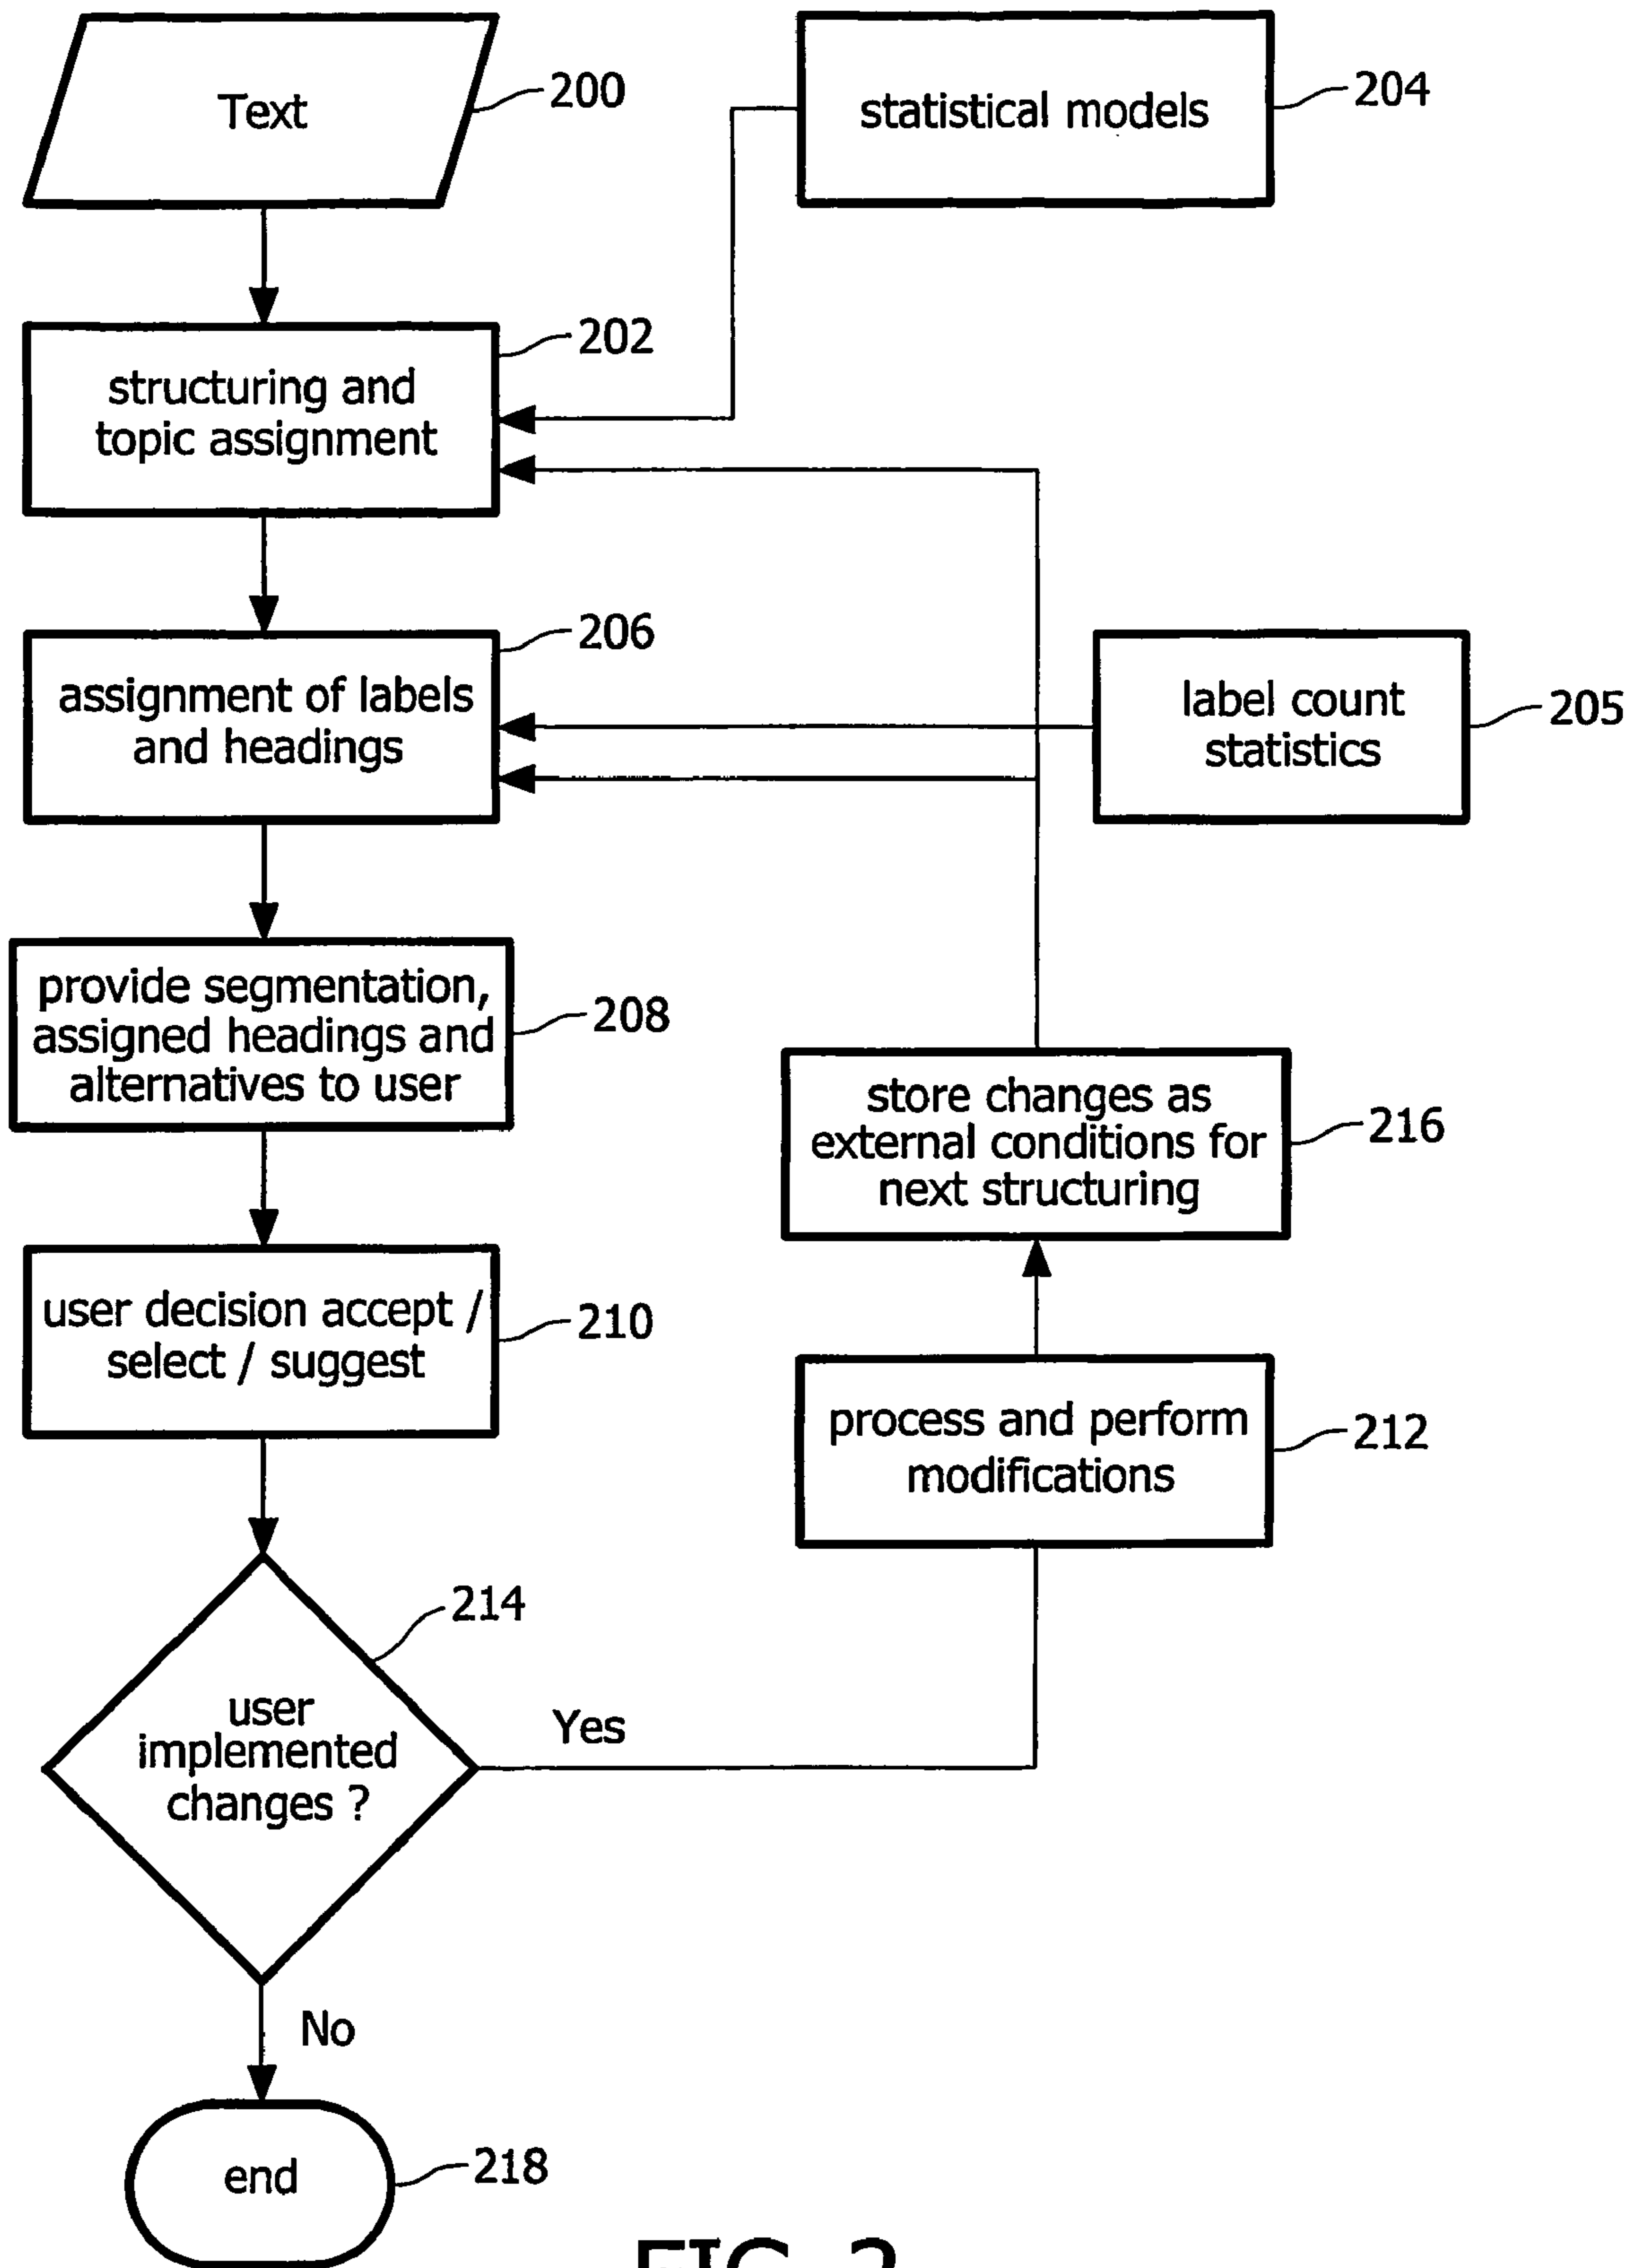 Text
200
statistical models
204
structuring and
topic assignment
202
assignment of labels
and headings
206
label count
statistics
205
provide segmentation,
assigned headings and
alternatives to user
208
store changes as
external conditions for
next structuring
216
user decision accept /
select / suggest
210
process and perform
modifications
212
214
user
implemented
changes ?
Yes
No
end
218
FIG. 2